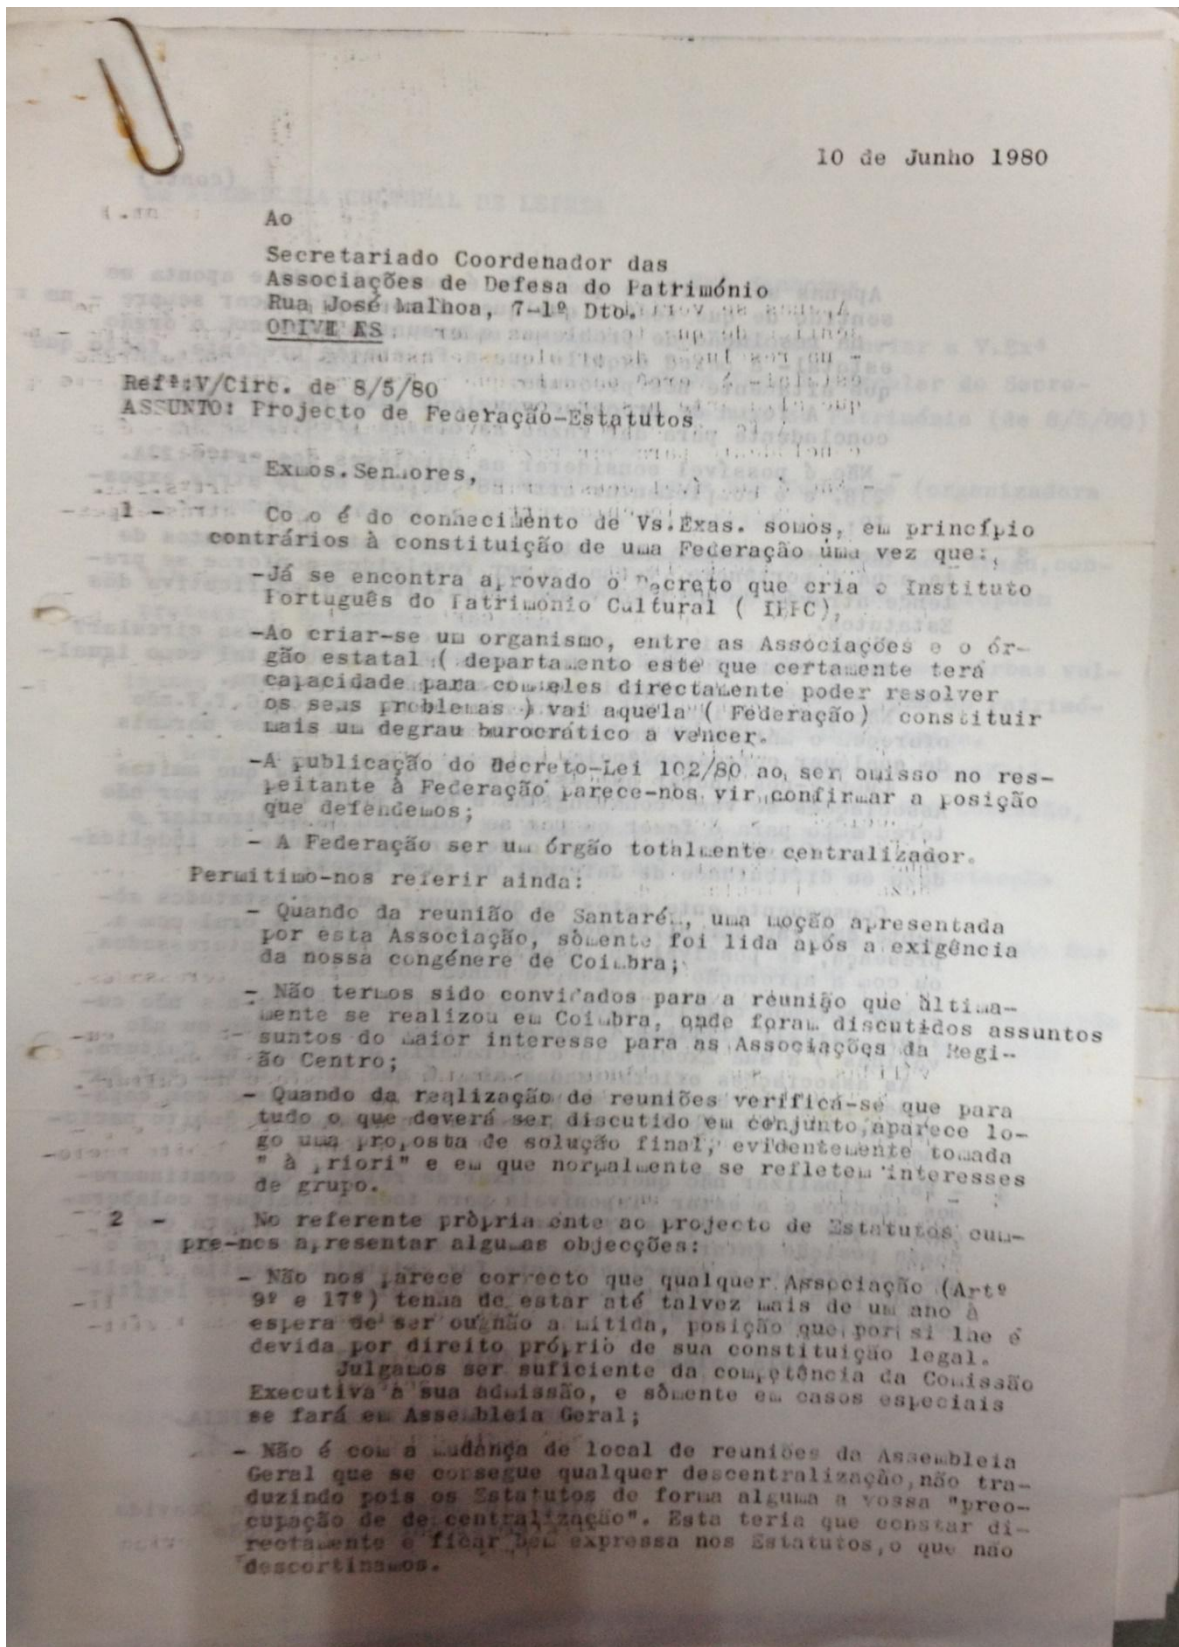 10 de Junho 1980
Ao
Secretariado Coordenador das
Associações de Defesa do Património
Rua José Malhoa, 7-1º Dto.
ODIVELAS
Refª:V/Circ. de 8/5/80
ASSUNTO: Projecto de Federação-Estatutos
Exmos.Senhores,
1 - Como é do conhecimento de Vs.Exas. somos, em princípio
contrários à constituição de uma Federação uma vez que:
-Já se encontra aprovado o Decreto que cria o Instituto
Português do Património Cultural ( IPPC),
-Ao criar-se um organismo, entre as Associações e o ór-
gão estatal ( departamento este que certamente terá
capacidade para com eles directamente poder resolver
os seus problemas ) vai aquela ( Federação) constituir
mais um degrau burocrático a vencer.
-A publicação do Decreto-Lei 102/80 ao ser omisso no res-
peitante à Federação parece-nos vir confirmar a posição
que defendemos;
- A Federação ser um órgão totalmente centralizador.
Permitimo-nos referir ainda:
- Quando da reunião de Santarém, uma moção apresentada
por esta Associação, sòmente foi lida após a exigência
da nossa congénere de Coimbra;
- Não termos sido convidados para a reunião que ùltima-
mente se realizou em Coimbra, onde foram discutidos assuntos
suntos do maior interesse para as Associações da Regi-
ão Centro;
- Quando da realização de reuniões verifica-se que para
tudo o que deverá ser discutido em conjunto,aparece lo-
go uma proposta de solução final, evidentemente tomada
" à priori" e em que normalmente se refletem interesses
de grupo.
2 - No referente pròpriamente ao projecto de Estatutos cum-
pre-nos apresentar algumas objecções:
- Não nos parece correcto que qualquer Associação (Artº
9º e 17º) tenha de estar até talvez mais de um ano à
espera de ser ou não admitida, posição que por si lhe é
devida por direito próprio de sua constituição legal.
Julgamos ser suficiente da competência da Comissão
Executiva a sua admissão, e sòmente em casos especiais
se fará em Assembleia Geral;
- Não é com a mudança de local de reuniões da Assembleia
Geral que se consegue qualquer descentralização,não tra-
duzindo pois os Estatutos de forma alguma a vossa "preo-
cupação de descentralização". Esta teria que constar di-
rectamente e ficar bem expressa nos Estatutos,o que não
descortinamos.